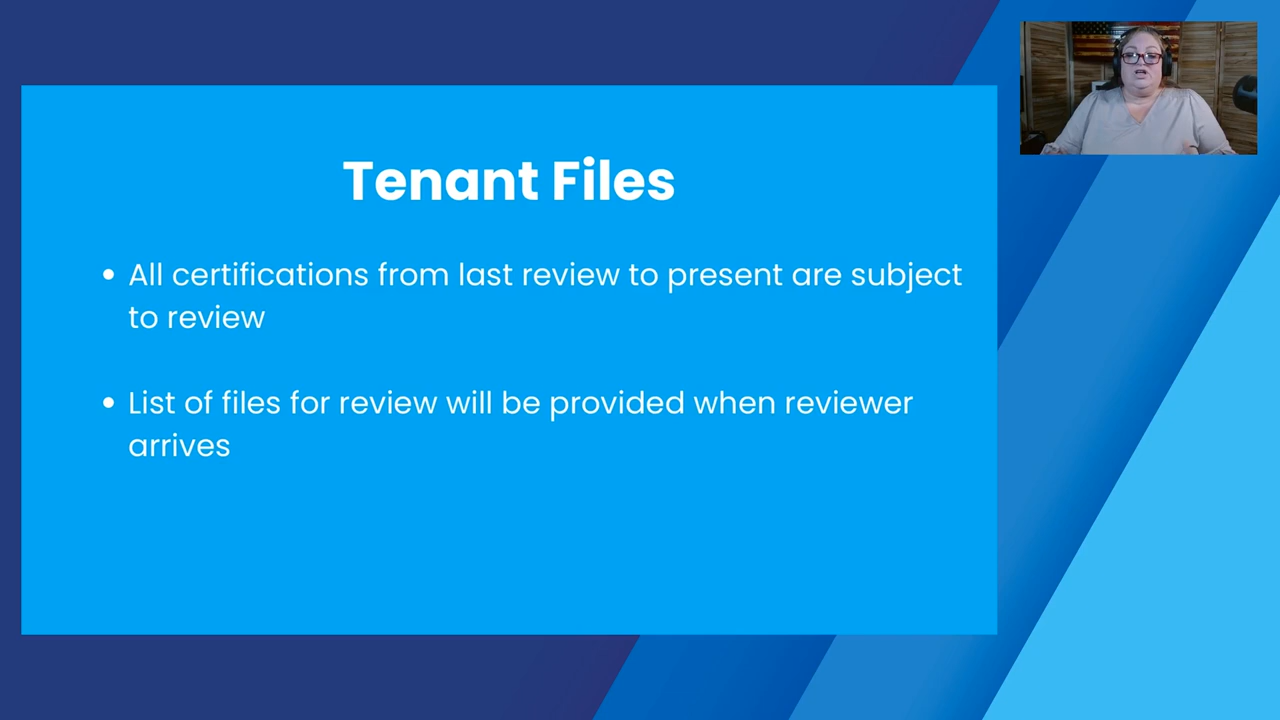 Tenant Files
• All certifications from last review to present are subject
to review
• List of files for review will be provided when reviewer
arrives